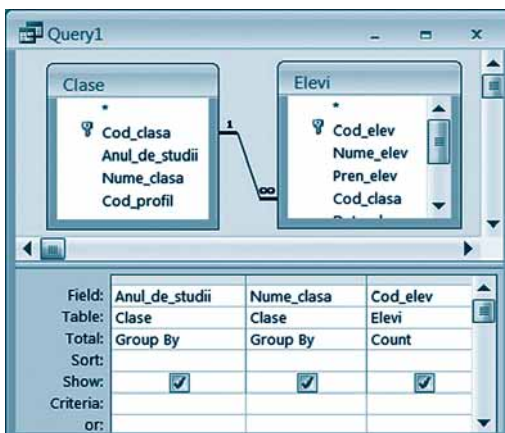 Query1
Clase
*
Cod_clasa
Anul_de_studii
Nume_clasa
Cod_profil
1
∞
Elevi
*
Cod_elev
Nume_elev
Pren_elev
Cod_clasa
Field: Anul_de_studii Nume_clasa Cod_elev
Table: Clase Clase Elevi
Total: Group By Group By Count
Sort:
Show:
Criteria:
or: